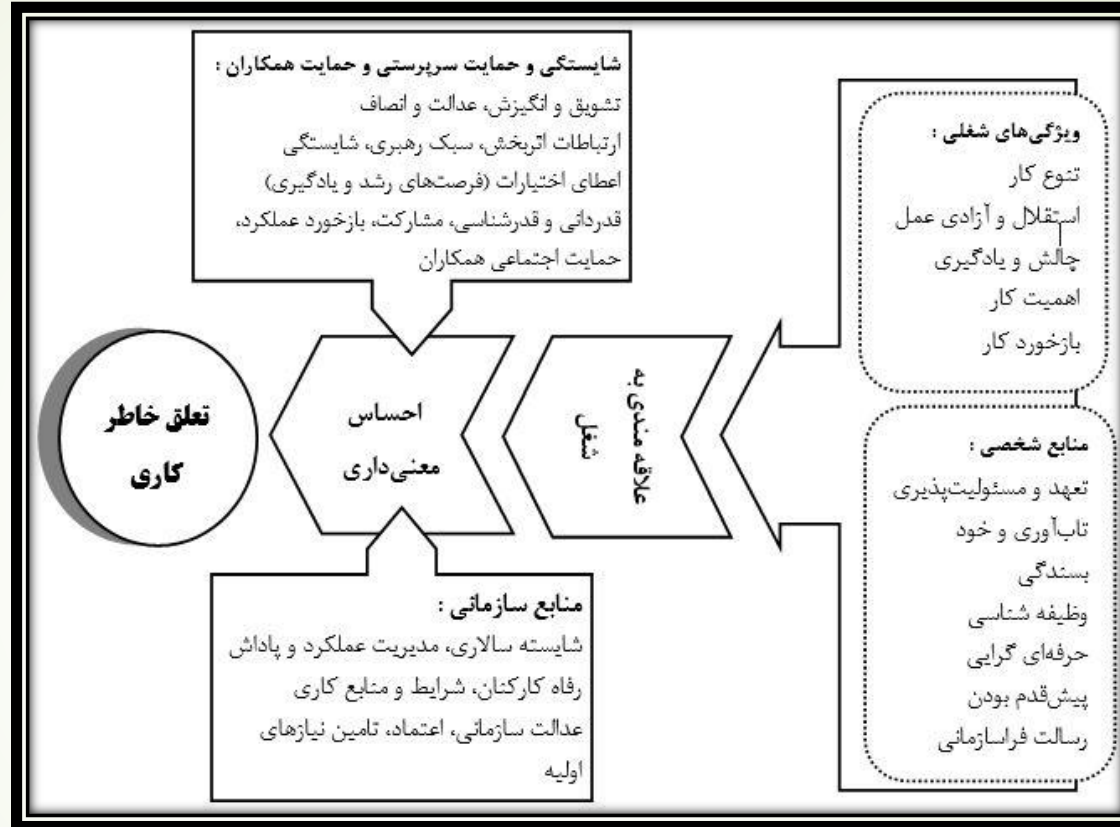 شایستگی و حمایت سرپرستی و حمایت همکاران :
تشویق و انگیزش، عدالت و انصاف
ارتباطات اثربخش، سبک رهبری، شایستگی
اعطای اختیارات (فرصت‌های رشد و یادگیری)
قدردانی و قدرشناسی، مشارکت، بازخورد عملکرد،
حمایت اجتماعی همکاران
ویژگی‌های شغلی :
تنوع کار
استقلال و آزادی عمل
چالش و یادگیری
اهمیت کار
بازخورد کار
منابع شخصی :
تعهد و مسئولیت‌پذیری
تاب‌آوری و خود
بسندگی
وظیفه شناسی
حرفه‌ای گرایی
پیش‌قدم بودن
رسالت فراسازمانی
علاقه مندی به
شغل
احساس
معنی‌داری
تعلق خاطر
کاری
منابع سازمانی :
شایسته سالاری، مدیریت عملکرد و پاداش
رفاه کارکنان، شرایط و منابع کاری
عدالت سازمانی، اعتماد، تامین نیازهای
اولیه